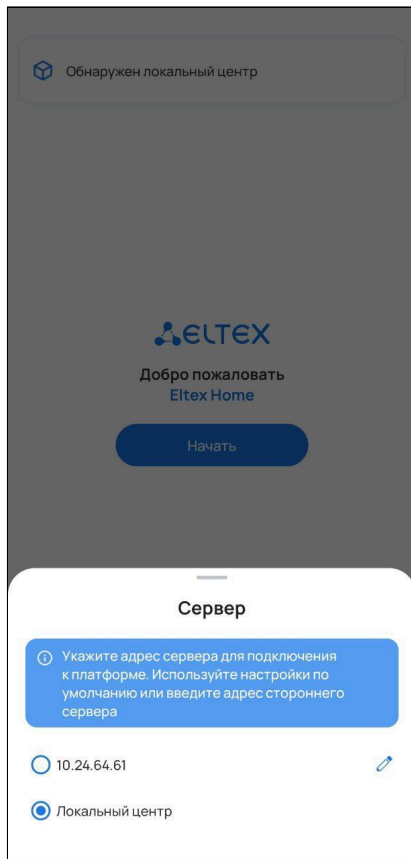 Обнаружен локальный центр
ELTEX
Добро пожаловать
Eltex Home
Начать
Сервер
Укажите адрес сервера для подключения
к платформе. Используйте настройки по
умолчанию или введите адрес стороннего
сервера
10.24.64.61
Локальный центр